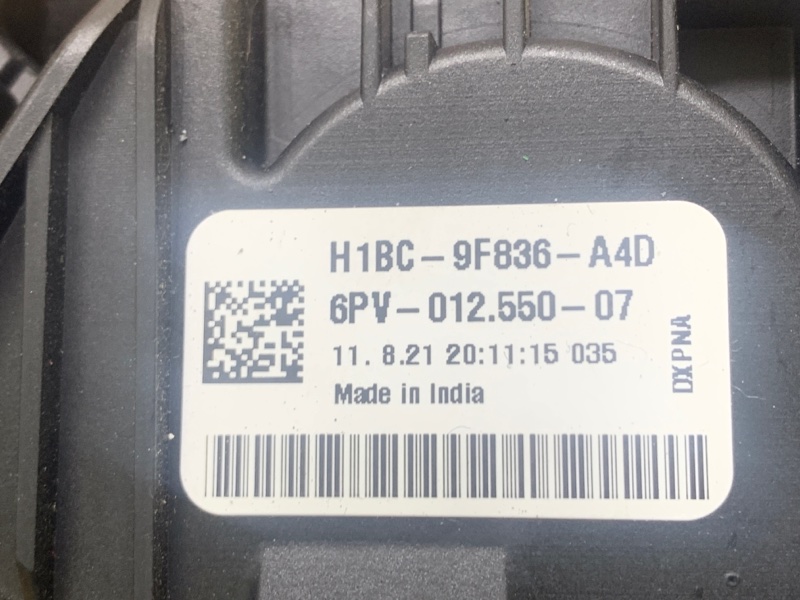 H1BC-9F836-A4D
6PV-012.550-07
11. 8.21 20:11:15 035
Made in India
DXPNA